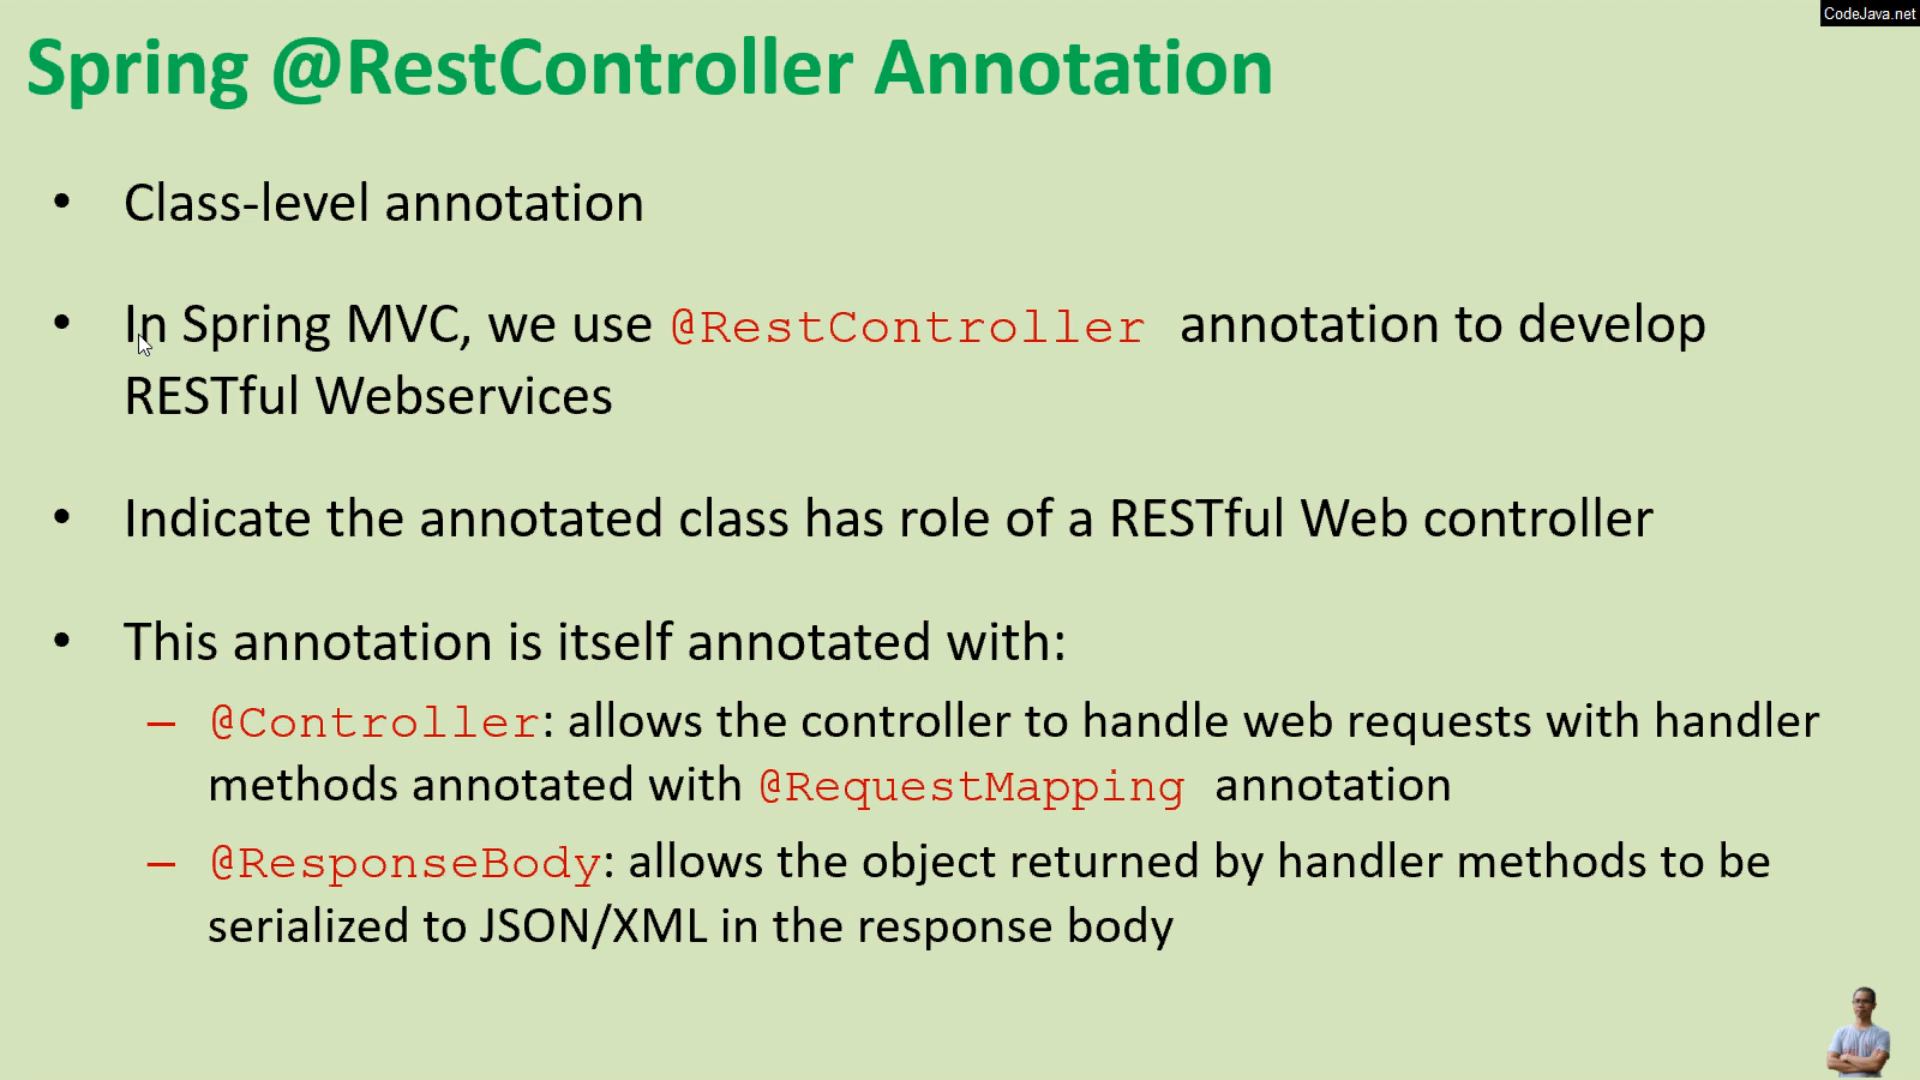 CodeJava.net
Spring @RestController Annotation
• Class-level annotation
• In Spring MVC, we use @RestController annotation to develop
RESTful Webservices
• Indicate the annotated class has role of a RESTful Web controller
• This annotation is itself annotated with:
– @Controller: allows the controller to handle web requests with handler
methods annotated with @RequestMapping annotation
– @ResponseBody: allows the object returned by handler methods to be
serialized to JSON/XML in the response body